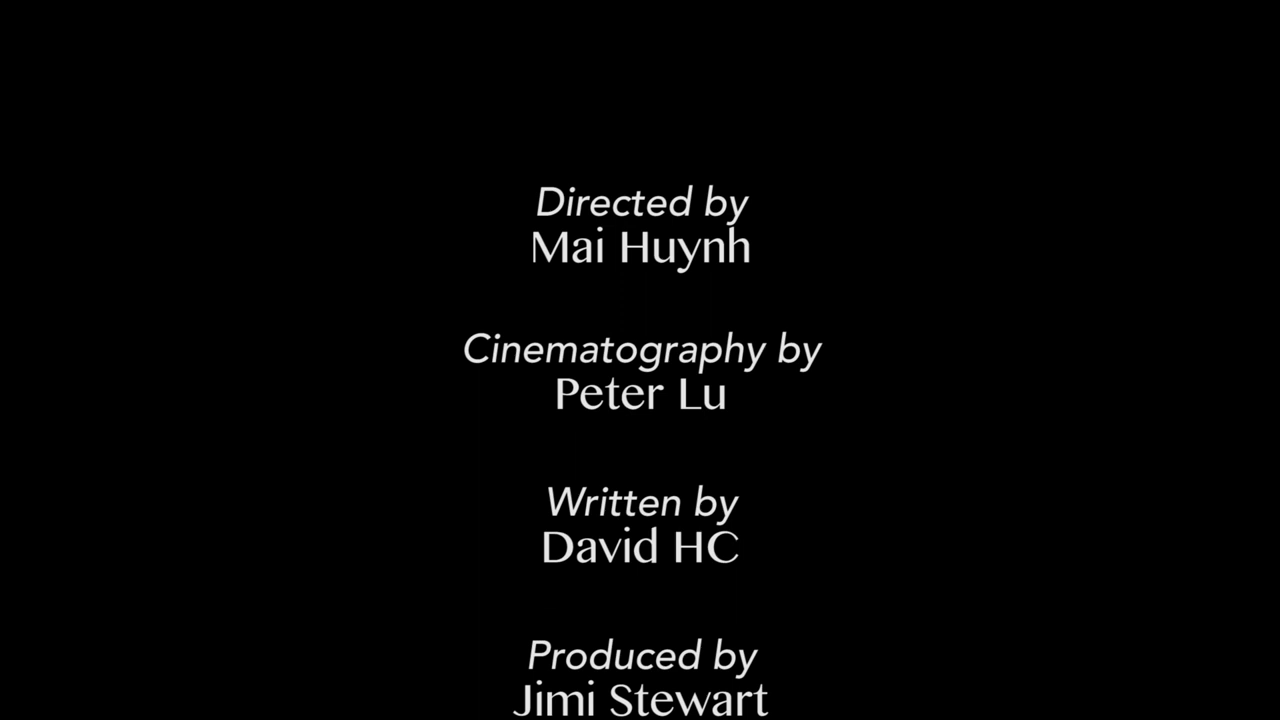 Directed by
Mai Huynh
Cinematography by
Peter Lu
Written by
David HC
Produced by
Jimi Stewart